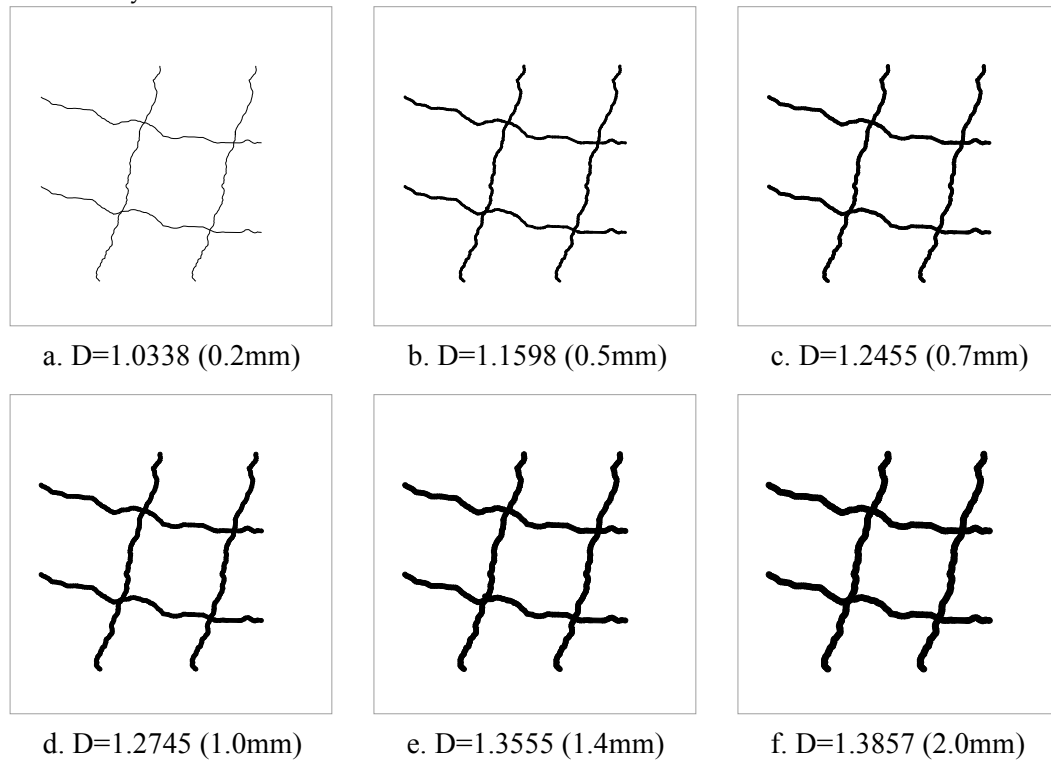 a. D=1.0338 (0.2mm)
b. D=1.1598 (0.5mm)
c. D=1.2455 (0.7mm)
d. D=1.2745 (1.0mm)
e. D=1.3555 (1.4mm)
f. D=1.3857 (2.0mm)